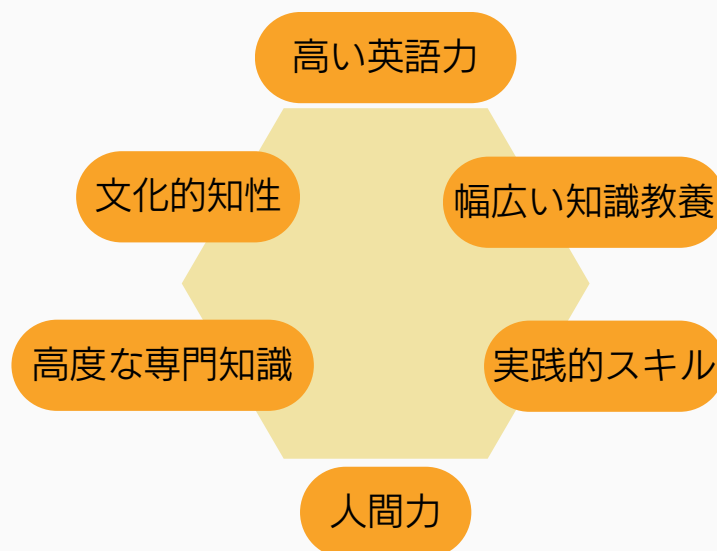 高い英語力
文化的知性
幅広い知識教養
高度な専門知識
実践的スキル
人間力